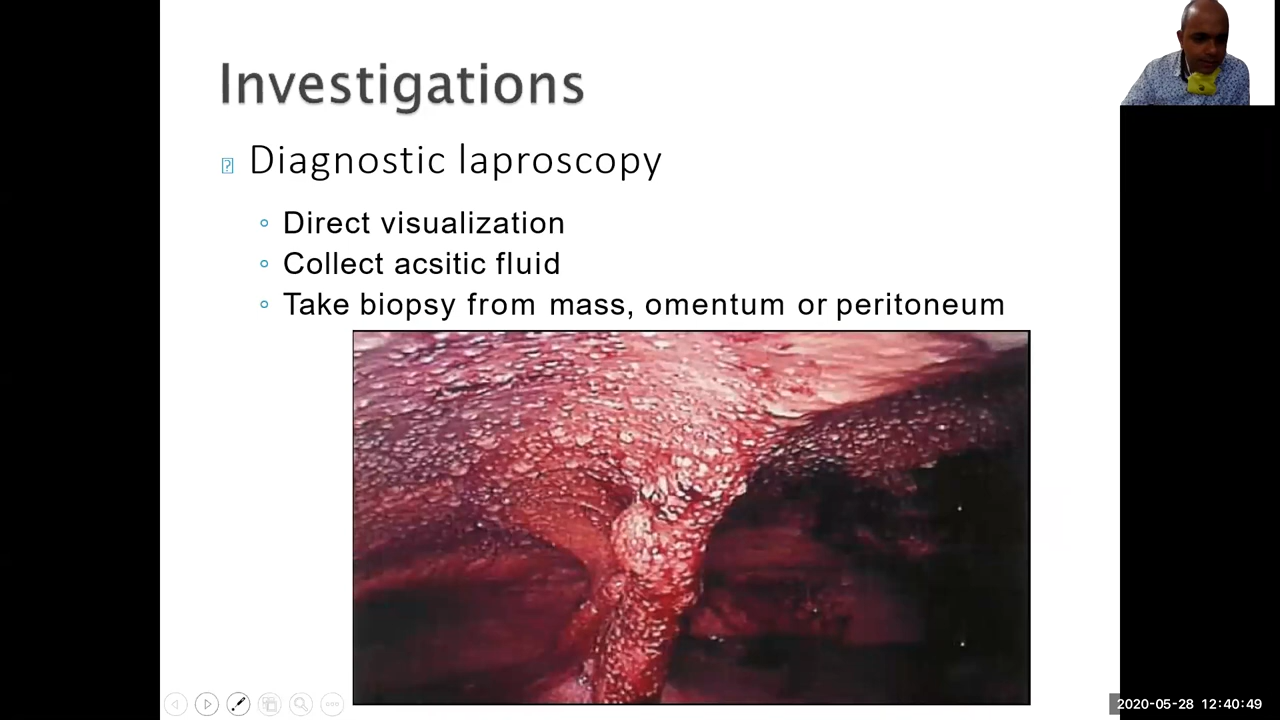 Investigations
Diagnostic laproscopy
Direct visualization
Collect acsitic fluid
Take biopsy from mass, omentum or peritoneum
2020-05-28 12:40:49